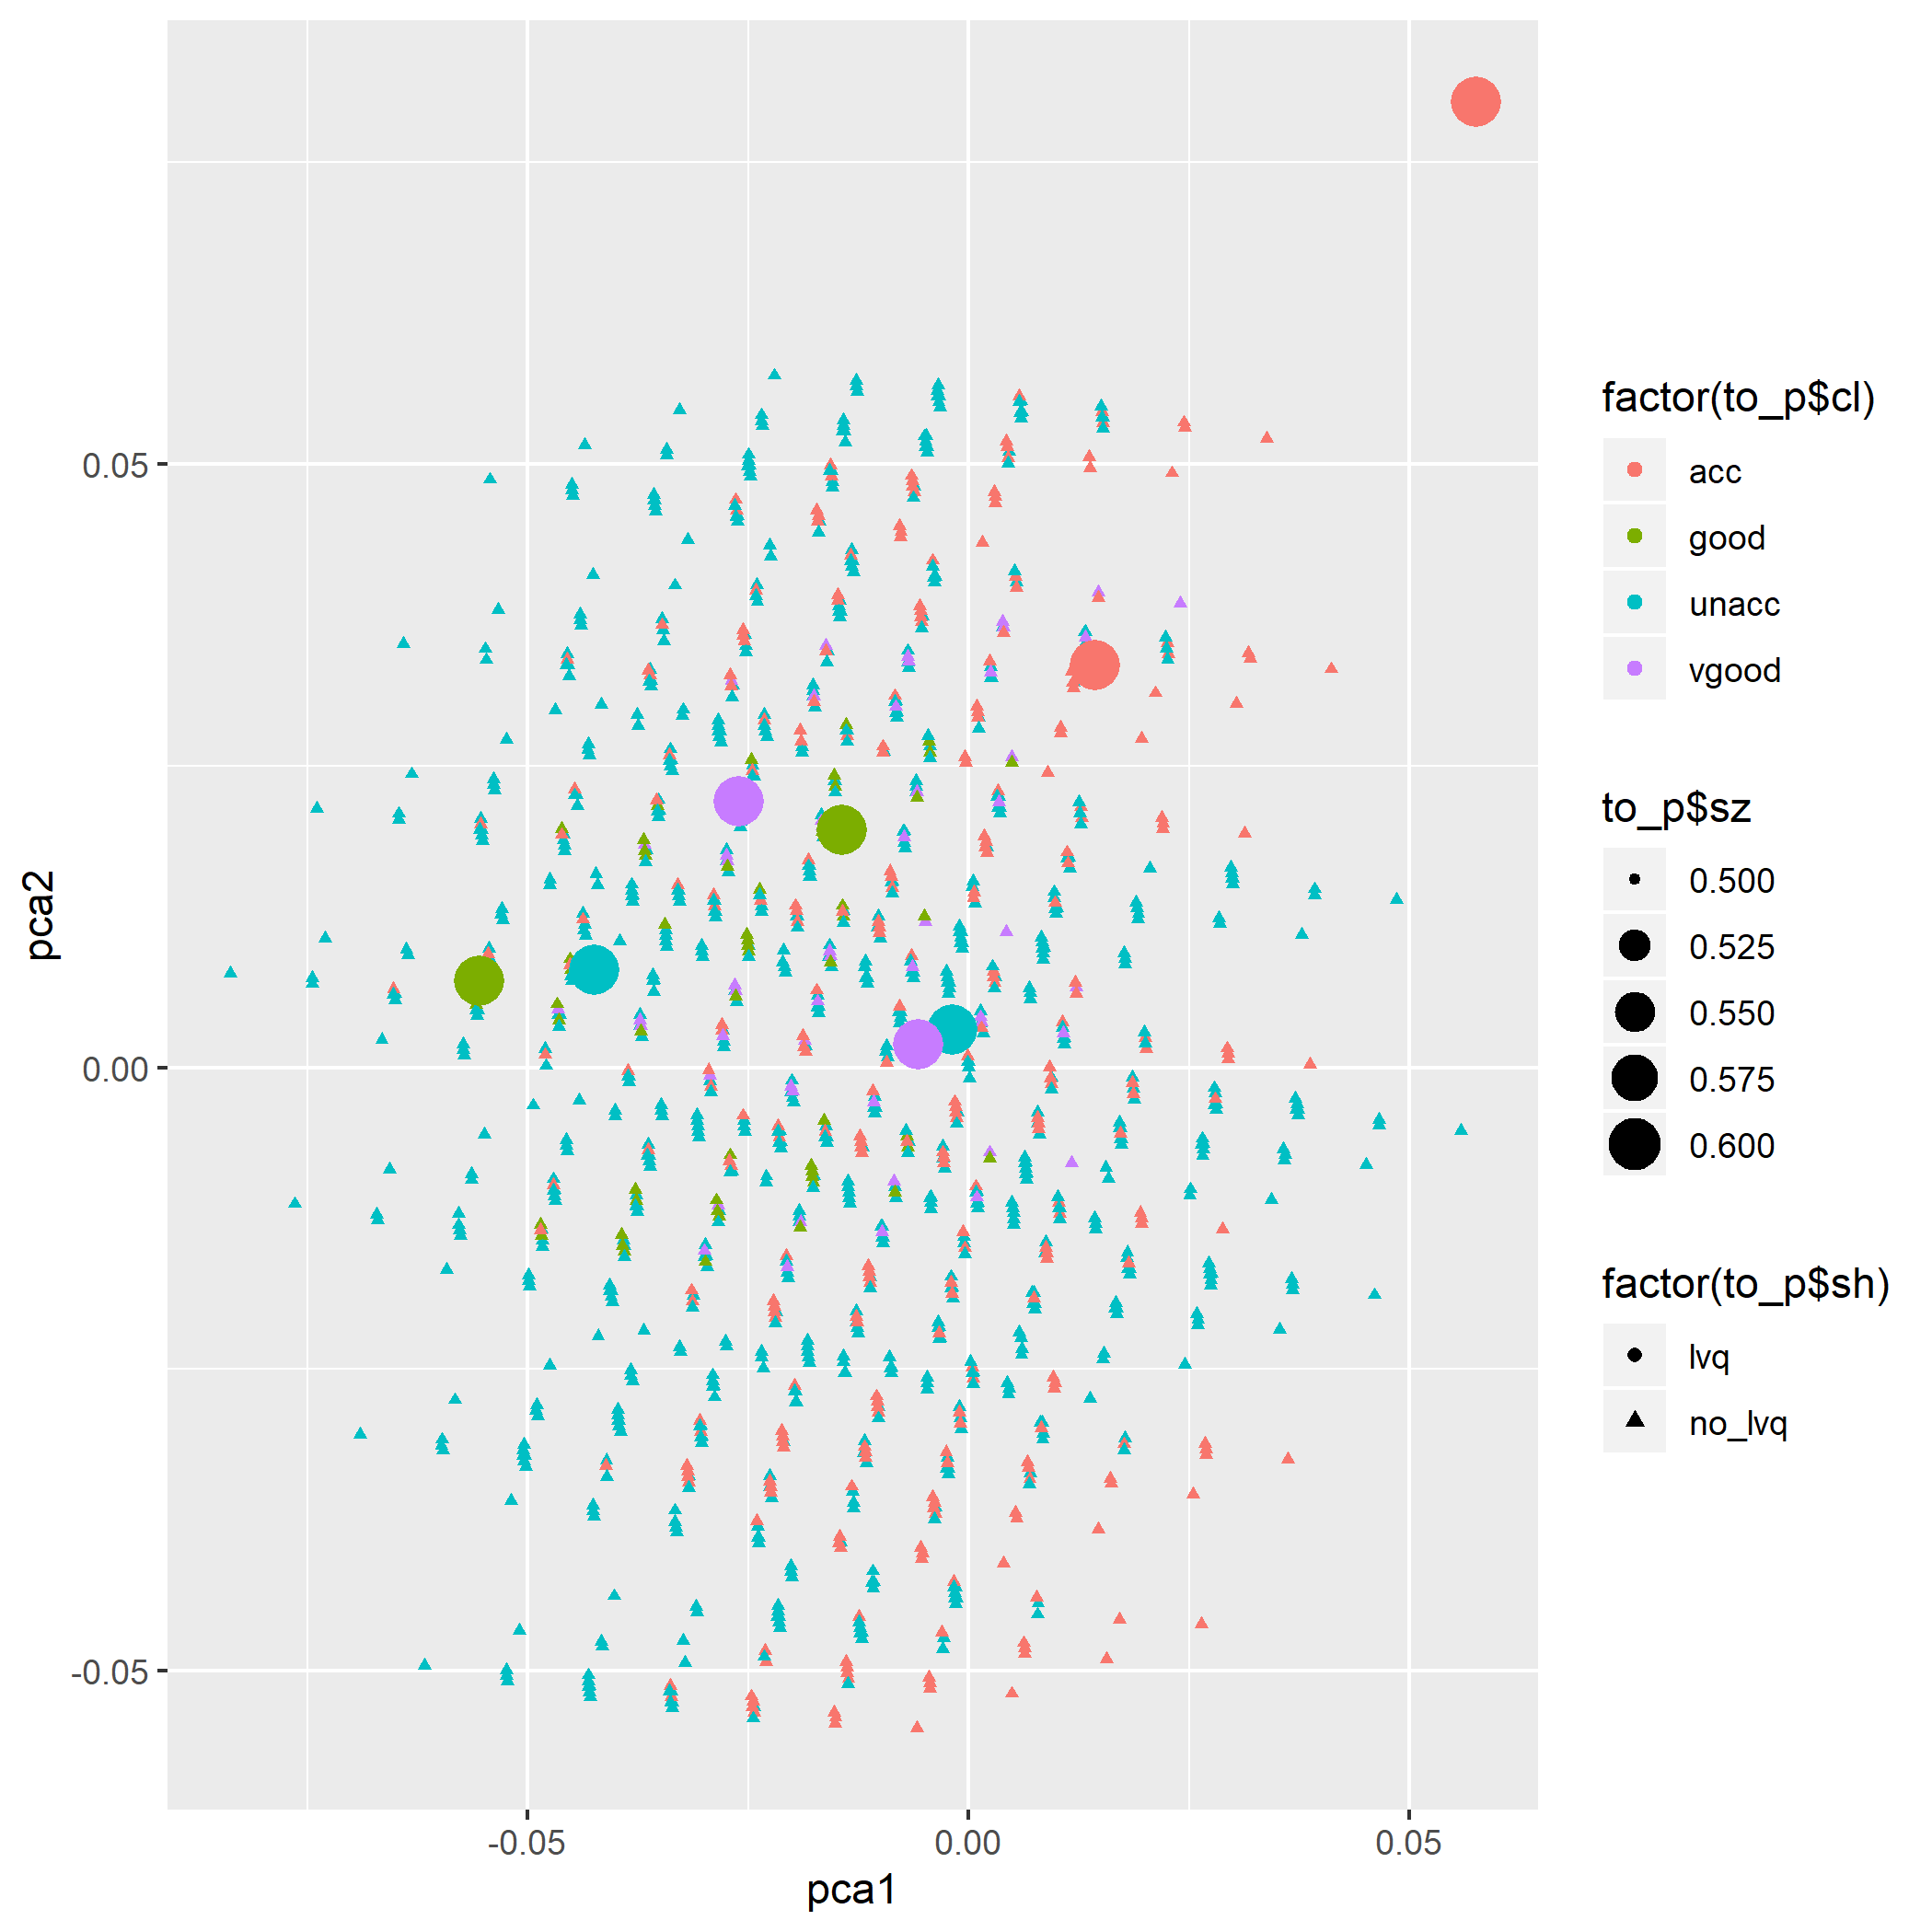 0.05
0.00
-0.05
pca2
-0.05
0.00
0.05
pca1
factor(to_p$cl)
acc
good
unacc
vgood
to_p$sz
0.500
0.525
0.550
0.575
0.600
factor(to_p$sh)
lvq
no_lvq